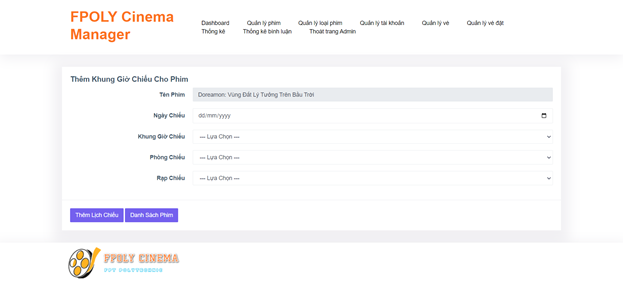 FPOLY Cinema
Manager
Dashboard Quản lý phim Quản lý loại phim Quản lý tài khoản Quản lý vé Quản lý vé đặt
Thống kê Thống kê bình luận Thoát trang Admin
Thêm Khung Giờ Chiếu Cho Phim
Tên Phim Doreamon: Vùng Đất Lý Tưởng Trên Bầu Trời
Ngày Chiếu dd/mm/yyyy
Khung Giờ Chiếu --- Lựa Chọn ---
Phòng Chiếu --- Lựa Chọn ---
Rạp Chiếu --- Lựa Chọn ---
Thêm Lịch Chiếu Danh Sách Phim
FPOLY CINEMA
FPT POLYTECHNIC